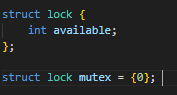 struct lock {
    int available;
};
struct lock mutex = {0};